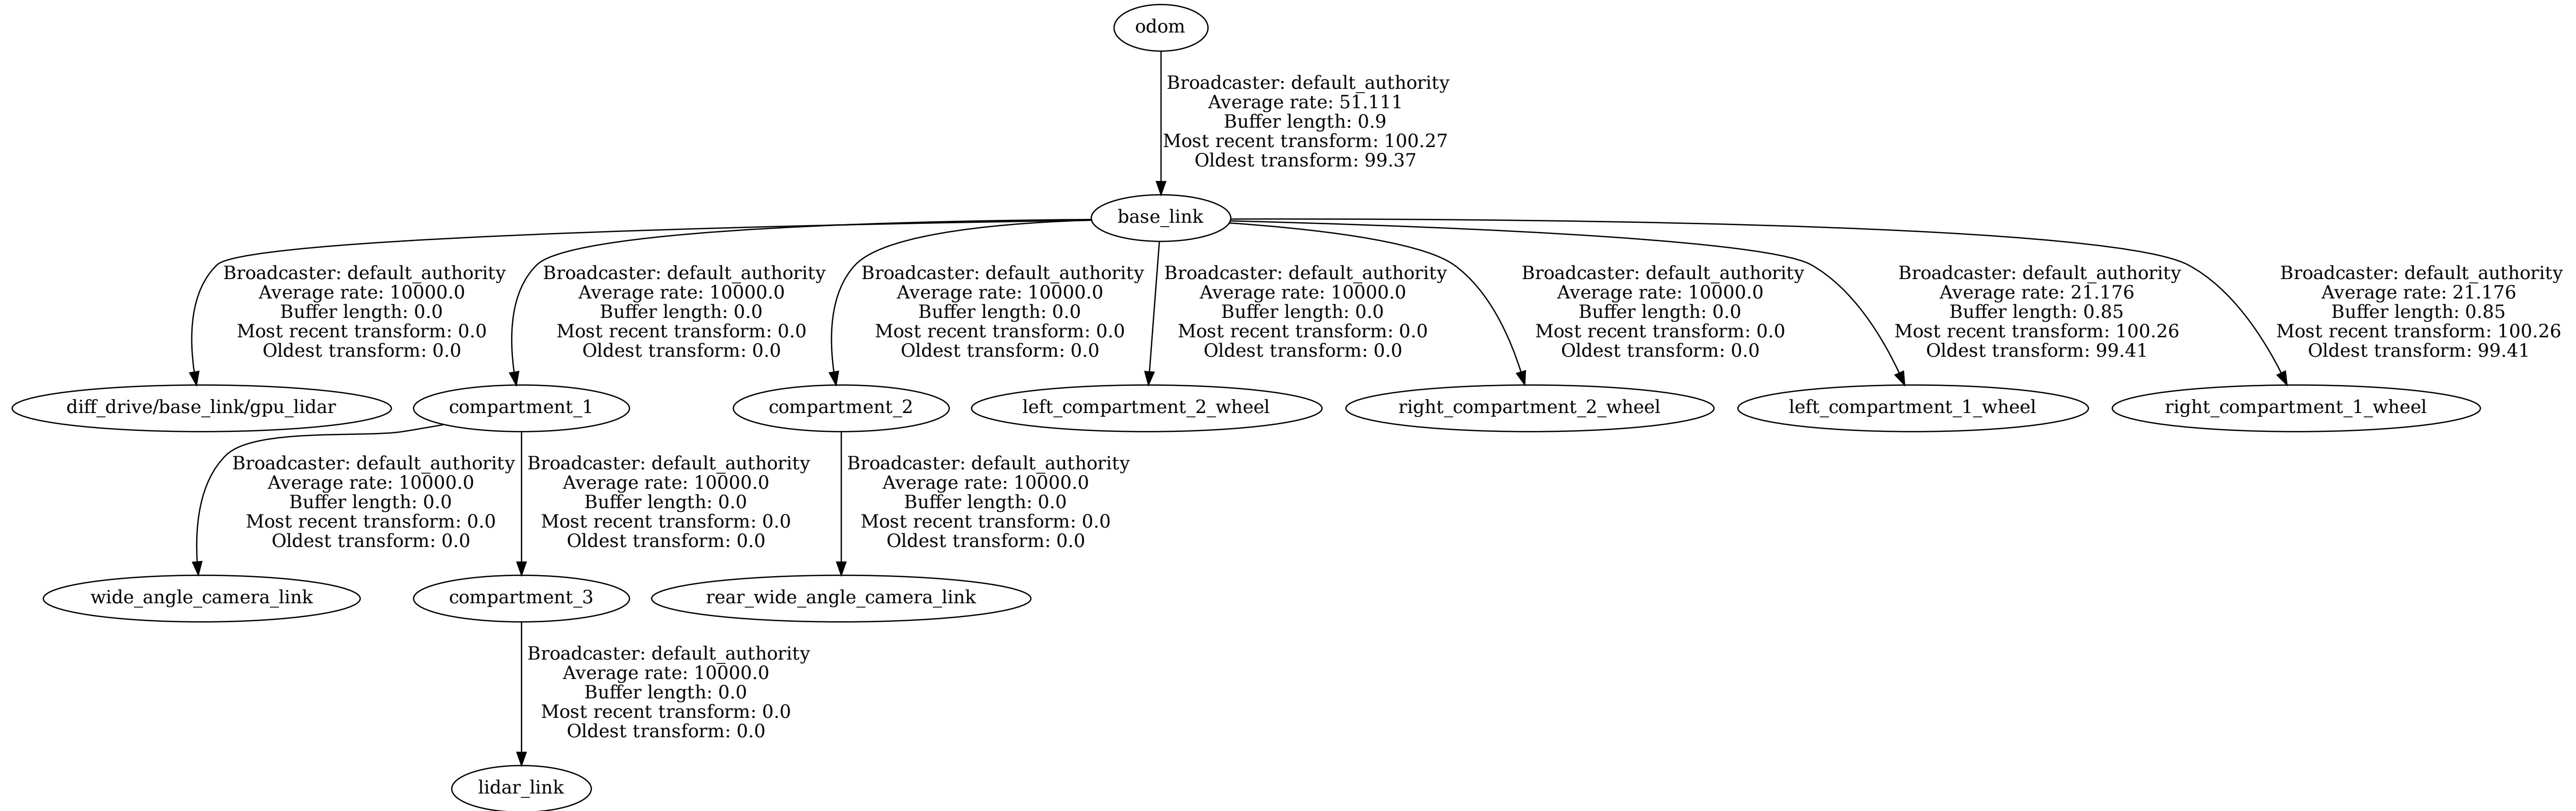 odom
Broadcaster: default_authority
Average rate: 51.111
Buffer length: 0.9
Most recent transform: 100.27
Oldest transform: 99.37
base_link
Broadcaster: default_authority
Average rate: 10000.0
Buffer length: 0.0
Most recent transform: 0.0
Oldest transform: 0.0
Broadcaster: default_authority
Average rate: 10000.0
Buffer length: 0.0
Most recent transform: 0.0
Oldest transform: 0.0
Broadcaster: default_authority
Average rate: 10000.0
Buffer length: 0.0
Most recent transform: 0.0
Oldest transform: 0.0
Broadcaster: default_authority
Average rate: 10000.0
Buffer length: 0.0
Most recent transform: 0.0
Oldest transform: 0.0
Broadcaster: default_authority
Average rate: 10000.0
Buffer length: 0.0
Most recent transform: 0.0
Oldest transform: 0.0
Broadcaster: default_authority
Average rate: 21.176
Buffer length: 0.85
Most recent transform: 100.26
Oldest transform: 99.41
Broadcaster: default_authority
Average rate: 21.176
Buffer length: 0.85
Most recent transform: 100.26
Oldest transform: 99.41
diff_drive/base_link/gpu_lidar
compartment_1
compartment_2
left_compartment_2_wheel
right_compartment_2_wheel
left_compartment_1_wheel
right_compartment_1_wheel
Broadcaster: default_authority
Average rate: 10000.0
Buffer length: 0.0
Most recent transform: 0.0
Oldest transform: 0.0
Broadcaster: default_authority
Average rate: 10000.0
Buffer length: 0.0
Most recent transform: 0.0
Oldest transform: 0.0
Broadcaster: default_authority
Average rate: 10000.0
Buffer length: 0.0
Most recent transform: 0.0
Oldest transform: 0.0
wide_angle_camera_link
compartment_3
rear_wide_angle_camera_link
Broadcaster: default_authority
Average rate: 10000.0
Buffer length: 0.0
Most recent transform: 0.0
Oldest transform: 0.0
lidar_link